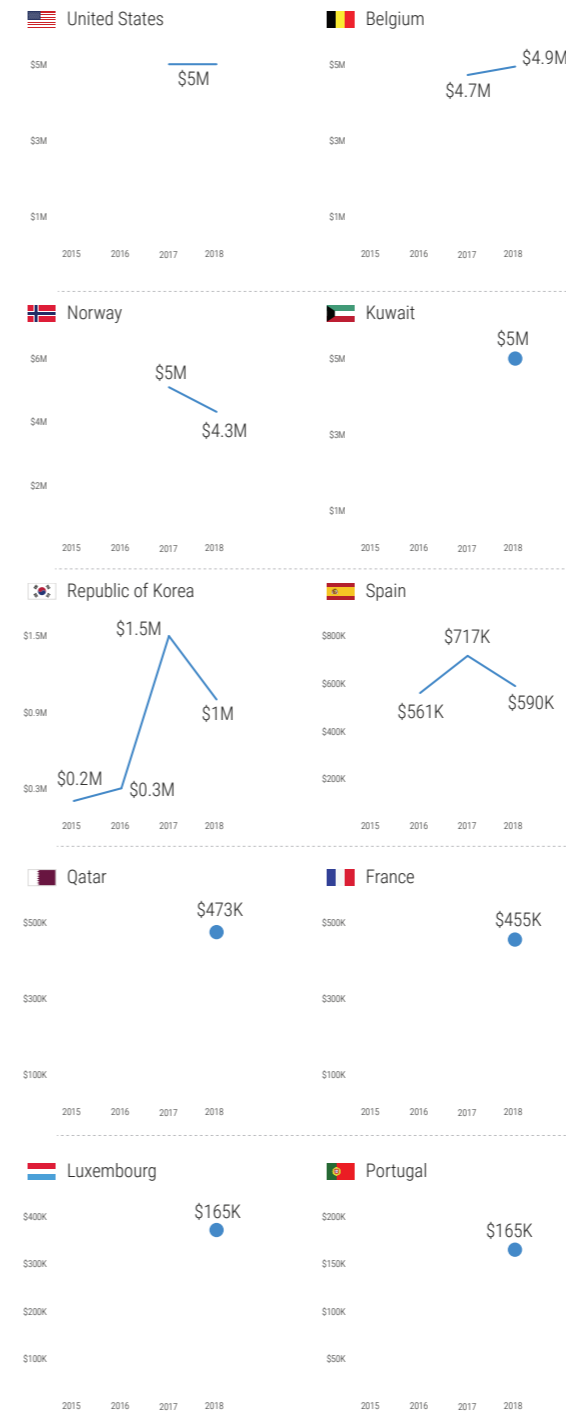 United States
$5M
$5M
$3M
$1M
2015 2016 2017 2018
Belgium
$4.9M
$5M
$4.7M
$3M
$1M
2015 2016 2017 2018
Norway
$6M
$5M
$4M
$4.3M
$2M
2015 2016 2017 2018
Kuwait
$5M
$5M
$3M
$1M
2015 2016 2017 2018
Republic of Korea
$1.5M
$1.5M
$0.9M
$1M
$0.2M
$0.3M
$0.3M
2015 2016 2017 2018
Spain
$800K
$717K
$600K
$561K
$590K
$400K
$200K
2015 2016 2017 2018
Qatar
$473K
$500K
$300K
$100K
2015 2016 2017 2018
France
$455K
$500K
$300K
$100K
2015 2016 2017 2018
Luxembourg
$165K
$400K
$300K
$200K
$100K
2015 2016 2017 2018
Portugal
$200K
$165K
$150K
$100K
$50K
2015 2016 2017 2018